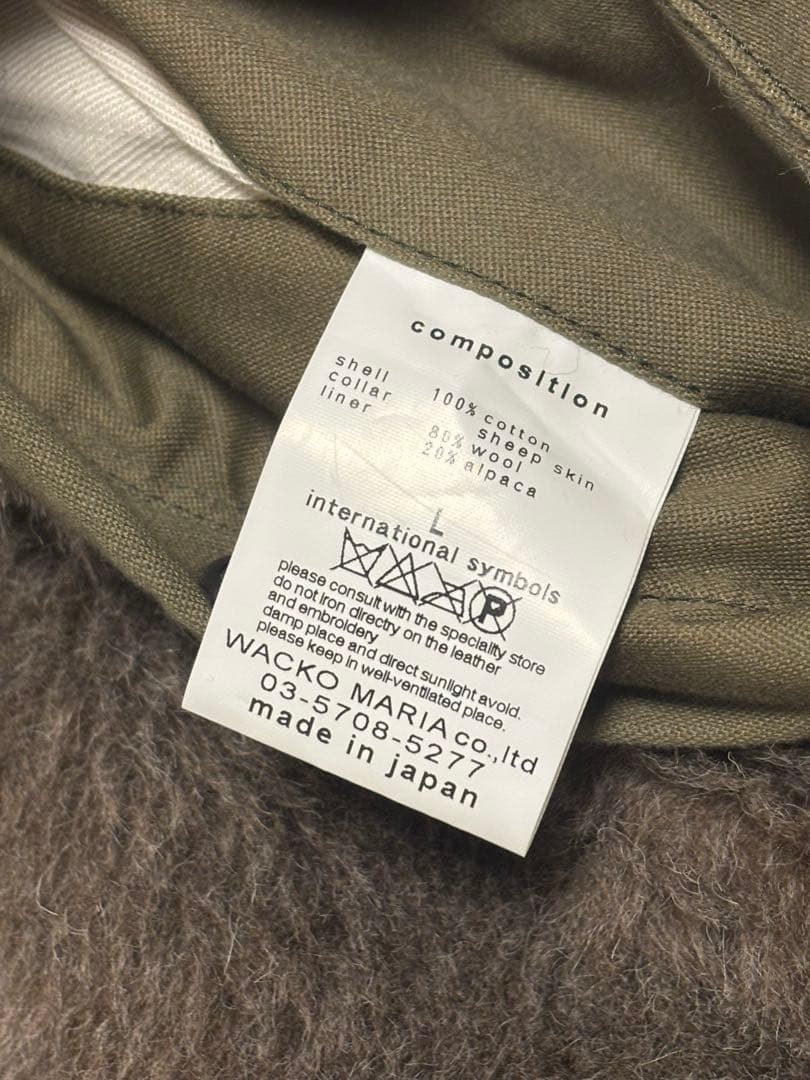 composition
shell 100% cotton
collar sheep skin
liner 80% wool
20% alpaca
L
international symbols
P
please consult with the speciality store
do not iron directry on the leather
and embroidery
damp place and direct sunlight avoid.
please keep in well-ventilated place.
WACKO MARIA co.,ltd
03-5708-5277
made in japan